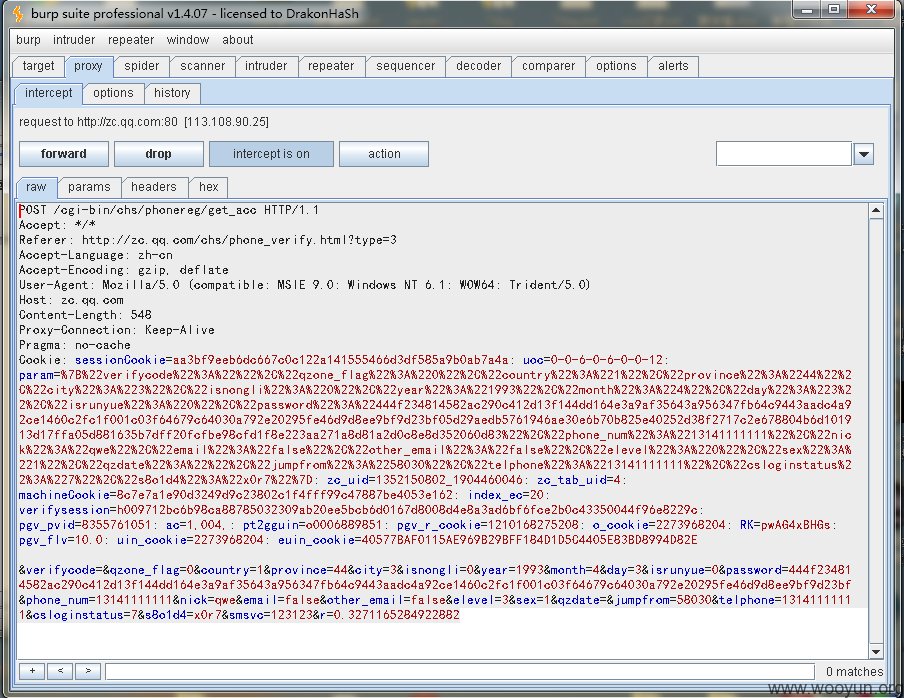 burp suite professional v1.4.07 - licensed to DrakonHaSh
burp intruder repeater window about
target proxy spider scanner intruder repeater sequencer decoder comparer options alerts
intercept options history
request to http://zc.qq.com:80 [113.108.90.25]
forward drop intercept is on action
raw params headers hex
POST /cgi-bin/chs/phonereg/get_acc HTTP/1.1
Accept: */*
Referer: http://zc.qq.com/chs/phone_verify.html?type=3
Accept-Language: zh-cn
Accept-Encoding: gzip, deflate
User-Agent: Mozilla/5.0 (compatible; MSIE 9.0; Windows NT 6.1; WOW64; Trident/5.0)
Host: zc.qq.com
Content-Length: 548
Proxy-Connection: Keep-Alive
Pragma: no-cache
Cookie: sessionCookie=aa3bf9eeb6dc667c0c122a141555466d3df585a9b0ab7a4a; uoc=0-0-6-0-6-0-0-12;
param=%7B%22verifycode%22%3A%22%22%2C%22qzone_flag%22%3A%220%22%2C%22country%22%3A%221%22%2C%22province%22%3A%2244%22%2
C%22city%22%3A%223%22%2C%22isnongli%22%3A%220%22%2C%22year%22%3A%221993%22%2C%22month%22%3A%224%22%2C%22day%22%3A%223%2
2%2C%22isrunyue%22%3A%220%22%2C%22password%22%3A%22444f234814582ac290c412d13f144dd164e3a9af35643a956347fb64c9443aadc4a9
2ce1460c2fc1f001c03f64679c64030a792e20295fe46d9d8ee9bf9d23bf05d29aedb5761946ae30e6b70b825e40252d38f2717c2e678804b6d1019
13d17ffa05d881635b7dff20fcfbe98cfd1f8e223aa271a8d81a2d0c8e8d352060d83%22%2C%22phone_num%22%3A%2213141111111%22%2C%22nic
k%22%3A%22qwe%22%2C%22email%22%3A%22false%22%2C%22other_email%22%3A%22false%22%2C%22elevel%22%3A%220%22%2C%22sex%22%3A%
221%22%2C%22qzdate%22%3A%22%22%2C%22jumpfrom%22%3A%2258030%22%2C%22telphone%22%3A%2213141111111%22%2C%22csloginstatus%2
2%3A%227%22%2C%22s8o1d4%22%3A%22x0r7%22%7D; zc_uid=1352150802_1904460046; zc_tab_uid=4;
machineCookie=8c7e7a1e90d3249d9c23802c1f4fff99c47887be4053e162; index_ec=20;
verifysession=h009712bc6b98ca88785032309ab20ee5bcb6d0167d8008d4e8a3ad6bf6fce2b0c43350044f96e8229c;
pgv_pvid=8355761051; ac=1,004,; pt2gguin=o0006889851; pgv_r_cookie=1210168275208; o_cookie=2273968204; RK=pwAG4xBHGs;
pgv_flv=10.0; uin_cookie=2273968204; euin_cookie=40577BAF0115AE969B29BFF184D1D5C4405E83BD8994D82E
&verifycode=&qzone_flag=0&country=1&province=44&city=3&isnongli=0&year=1993&month=4&day=3&isrunyue=0&password=444f23481
4582ac290c412d13f144dd164e3a9af35643a956347fb64c9443aadc4a92ce1460c2fc1f001c03f64679c64030a792e20295fe46d9d8ee9bf9d23bf
&phone_num=13141111111&nick=qwe&email=false&other_email=false&elevel=3&sex=1&qzdate=&jumpfrom=58030&telphone=1314111111
1&csloginstatus=7&s8o1d4=x0r7&smsvc=123123&r=0.3271165284922882
+ < > 0 matches
www.wooyun.org